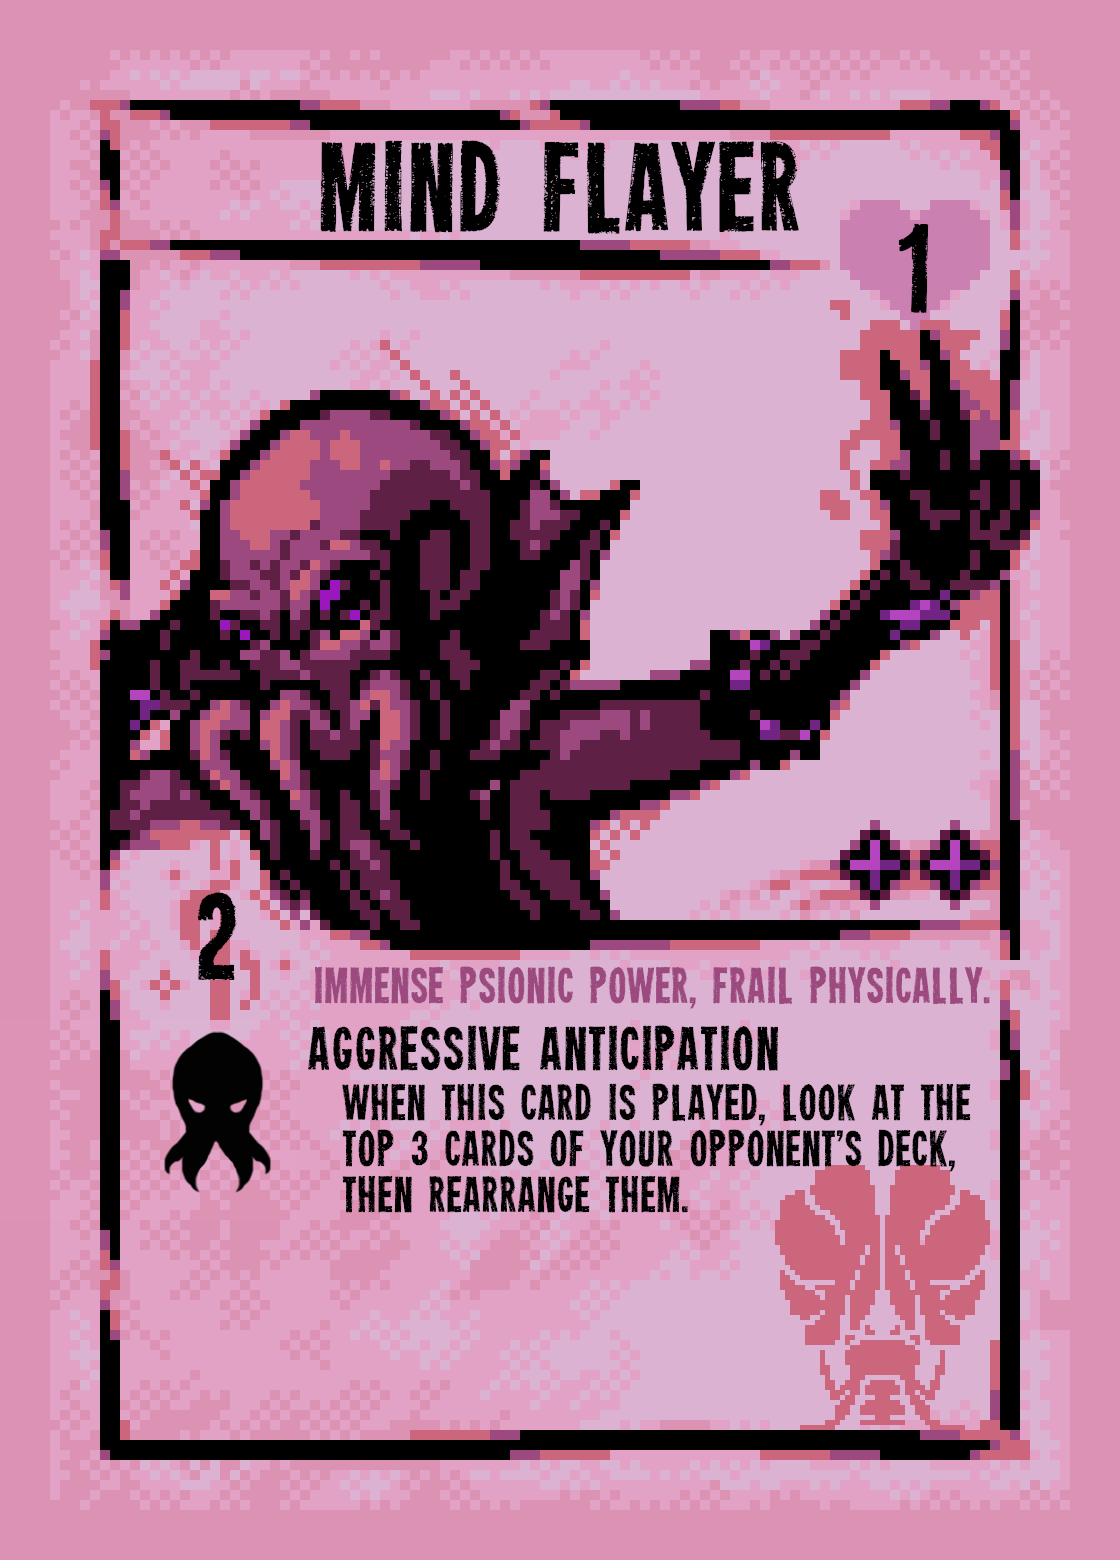 MIND FLAYER
1
2
IMMENSE PSIONIC POWER, FRAIL PHYSICALLY.
AGGRESSIVE ANTICIPATION
WHEN THIS CARD IS PLAYED, LOOK AT THE
TOP 3 CARDS OF YOUR OPPONENT'S DECK,
THEN REARRANGE THEM.